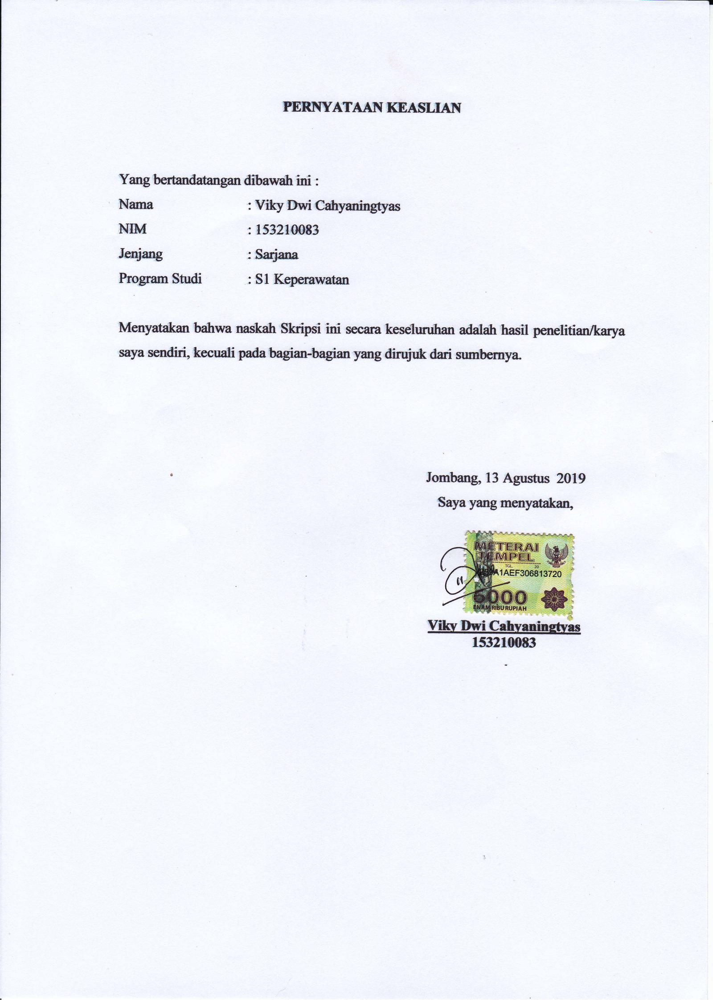 PERNYATAAN KEASLIAN
Yang bertandatangan dibawah ini :
Nama : Viky Dwi Cahyaningtyas
NIM : 153210083
Jenjang : Sarjana
Program Studi : S1 Keperawatan
Menyatakan bahwa naskah Skripsi ini secara keseluruhan adalah hasil penelitian/karya
saya sendiri, kecuali pada bagian-bagian yang dirujuk dari sumbernya.
Jombang, 13 Agustus 2019
Saya yang menyatakan,
METERAI
TEMPEL
TGL. 20
A1AEF306813720
6000
ENAM RIBU RUPIAH
Viky Dwi Cahyaningtyas
153210083